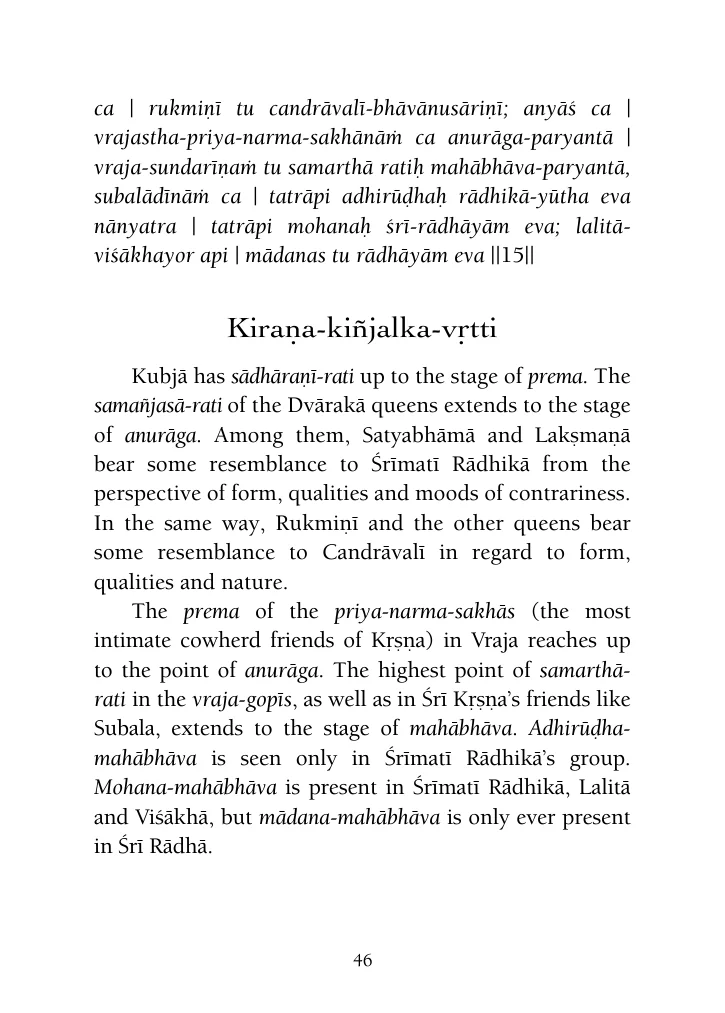 ca | rukmiṇī tu candrāvalī-bhāvānusāriṇī; anyāś ca |
vrajastha-priya-narma-sakhānāṁ ca anurāga-paryantā |
vraja-sundarīṇaṁ tu samarthā ratiḥ mahābhāva-paryantā,
subalādīnāṁ ca | tatrāpi adhirūḍhaḥ rādhikā-yūtha eva
nānyatra | tatrāpi mohanaḥ śrī-rādhāyām eva; lalitā-
viśākhayor api | mādanas tu rādhāyām eva ||15||
Kiraṇa-kiñjalka-vṛtti
Kubjā has sādhāraṇī-rati up to the stage of prema. The
samañjasā-rati of the Dvārakā queens extends to the stage
of anurāga. Among them, Satyabhāmā and Lakṣmaṇā
bear some resemblance to Śrīmatī Rādhikā from the
perspective of form, qualities and moods of contrariness.
In the same way, Rukmiṇī and the other queens bear
some resemblance to Candrāvalī in regard to form,
qualities and nature.
The prema of the priya-narma-sakhās (the most
intimate cowherd friends of Kṛṣṇa) in Vraja reaches up
to the point of anurāga. The highest point of samarthā-
rati in the vraja-gopīs, as well as in Śrī Kṛṣṇa’s friends like
Subala, extends to the stage of mahābhāva. Adhirūḍha-
mahābhāva is seen only in Śrīmatī Rādhikā’s group.
Mohana-mahābhāva is present in Śrīmatī Rādhikā, Lalitā
and Viśākhā, but mādana-mahābhāva is only ever present
in Śrī Rādhā.
46